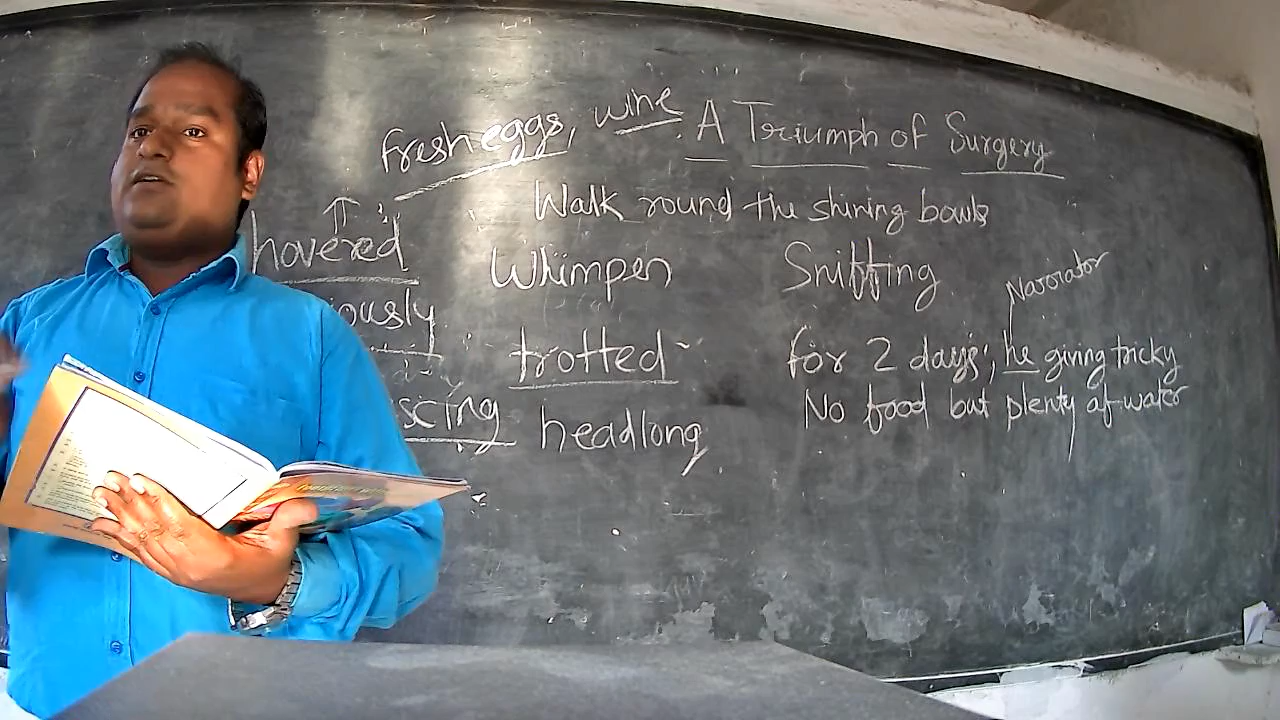 fresh eggs, wine
A Triumph of Surgery
Walk round the shining bowls
hovered
Whimper
Sniffing
Narorator
ously
trotted
for 2 days, he giving tricky
No food but plenty of water
scing
headlong